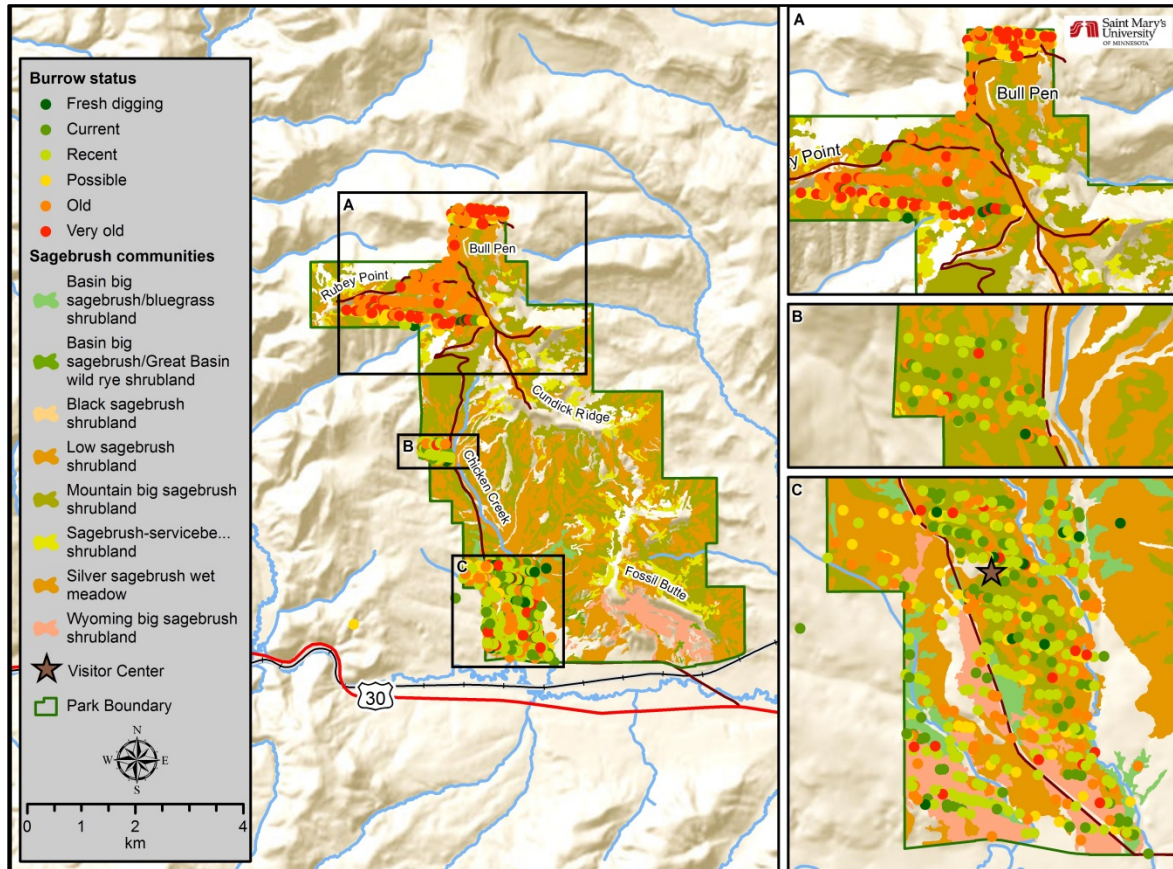 Burrow status
Fresh digging
Current
Recent
Possible
Old
Very old
Sagebrush communities
Basin big
sagebrush/bluegrass
shrubland
Basin big
sagebrush/Great Basin
wild rye shrubland
Black sagebrush
shrubland
Low sagebrush
shrubland
Mountain big sagebrush
shrubland
Sagebrush-servicebe...
shrubland
Silver sagebrush wet
meadow
Wyoming big sagebrush
shrubland
Visitor Center
Park Boundary
N
W E
S
0 1 2 4
km
A
Bull Pen
Rubey Point
Cundick Ridge
B
Chicken Creek
C
Fossil Butte
30
A
Saint Mary's
University
OF MINNESOTA
Bull Pen
y Point
B
C